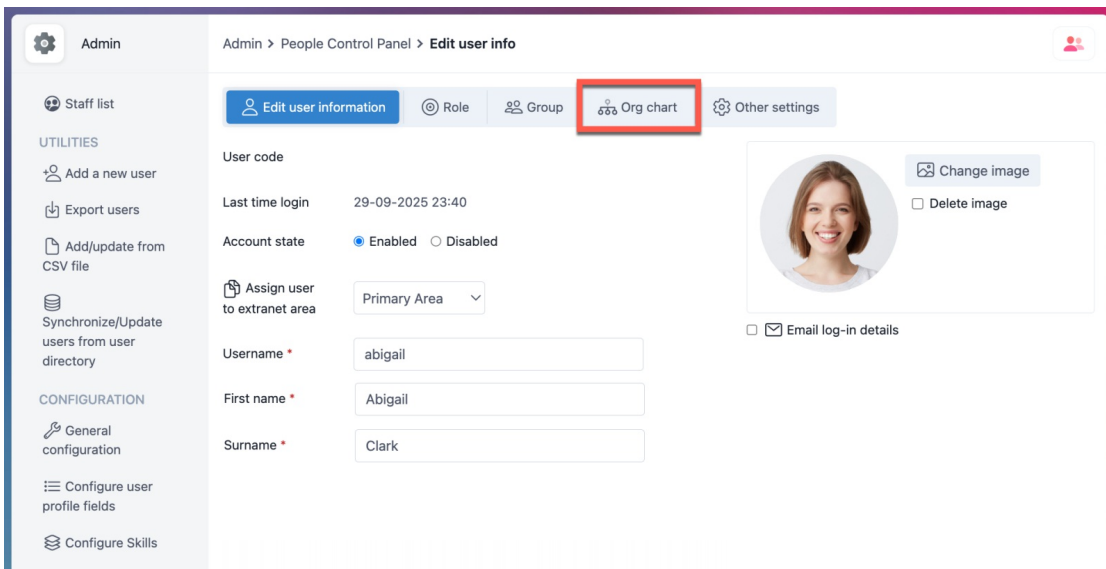 Admin
Admin > People Control Panel > Edit user info
Staff list
UTILITIES
Add a new user
Export users
Add/update from
CSV file
Synchronize/Update
users from user
directory
CONFIGURATION
General
configuration
Configure user
profile fields
Configure Skills
Edit user information
Role
Group
Org chart
Other settings
User code
Last time login 29-09-2025 23:40
Account state Enabled Disabled
Assign user
to extranet area
Primary Area
Username * abigail
First name * Abigail
Surname * Clark
Change image
Delete image
Email log-in details